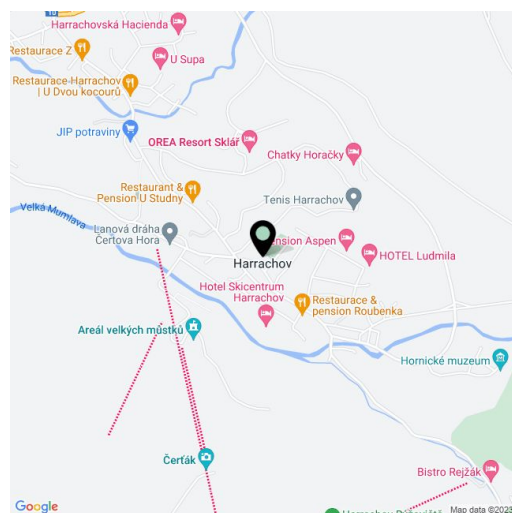 10
Harrachovská Hacienda
Restaurace Z
U Supa
Restaurace Harrachov
| U Dvou kocourů
JIP potraviny
OREA Resort Sklář
Chatky Horačky
Restaurant &
Pension U Studny
Tenis Harrachov
Velká Mumlava
Lanová dráha
Čertova Hora
Pension Aspen
HOTEL Ludmila
Harrachov
Hotel Skicentrum
Harrachov
Restaurace &
pension Roubenka
Areál velkých můstků
Hornické muzeum
Čerťák
Bistro Rejžák
Google
Map data ©2023